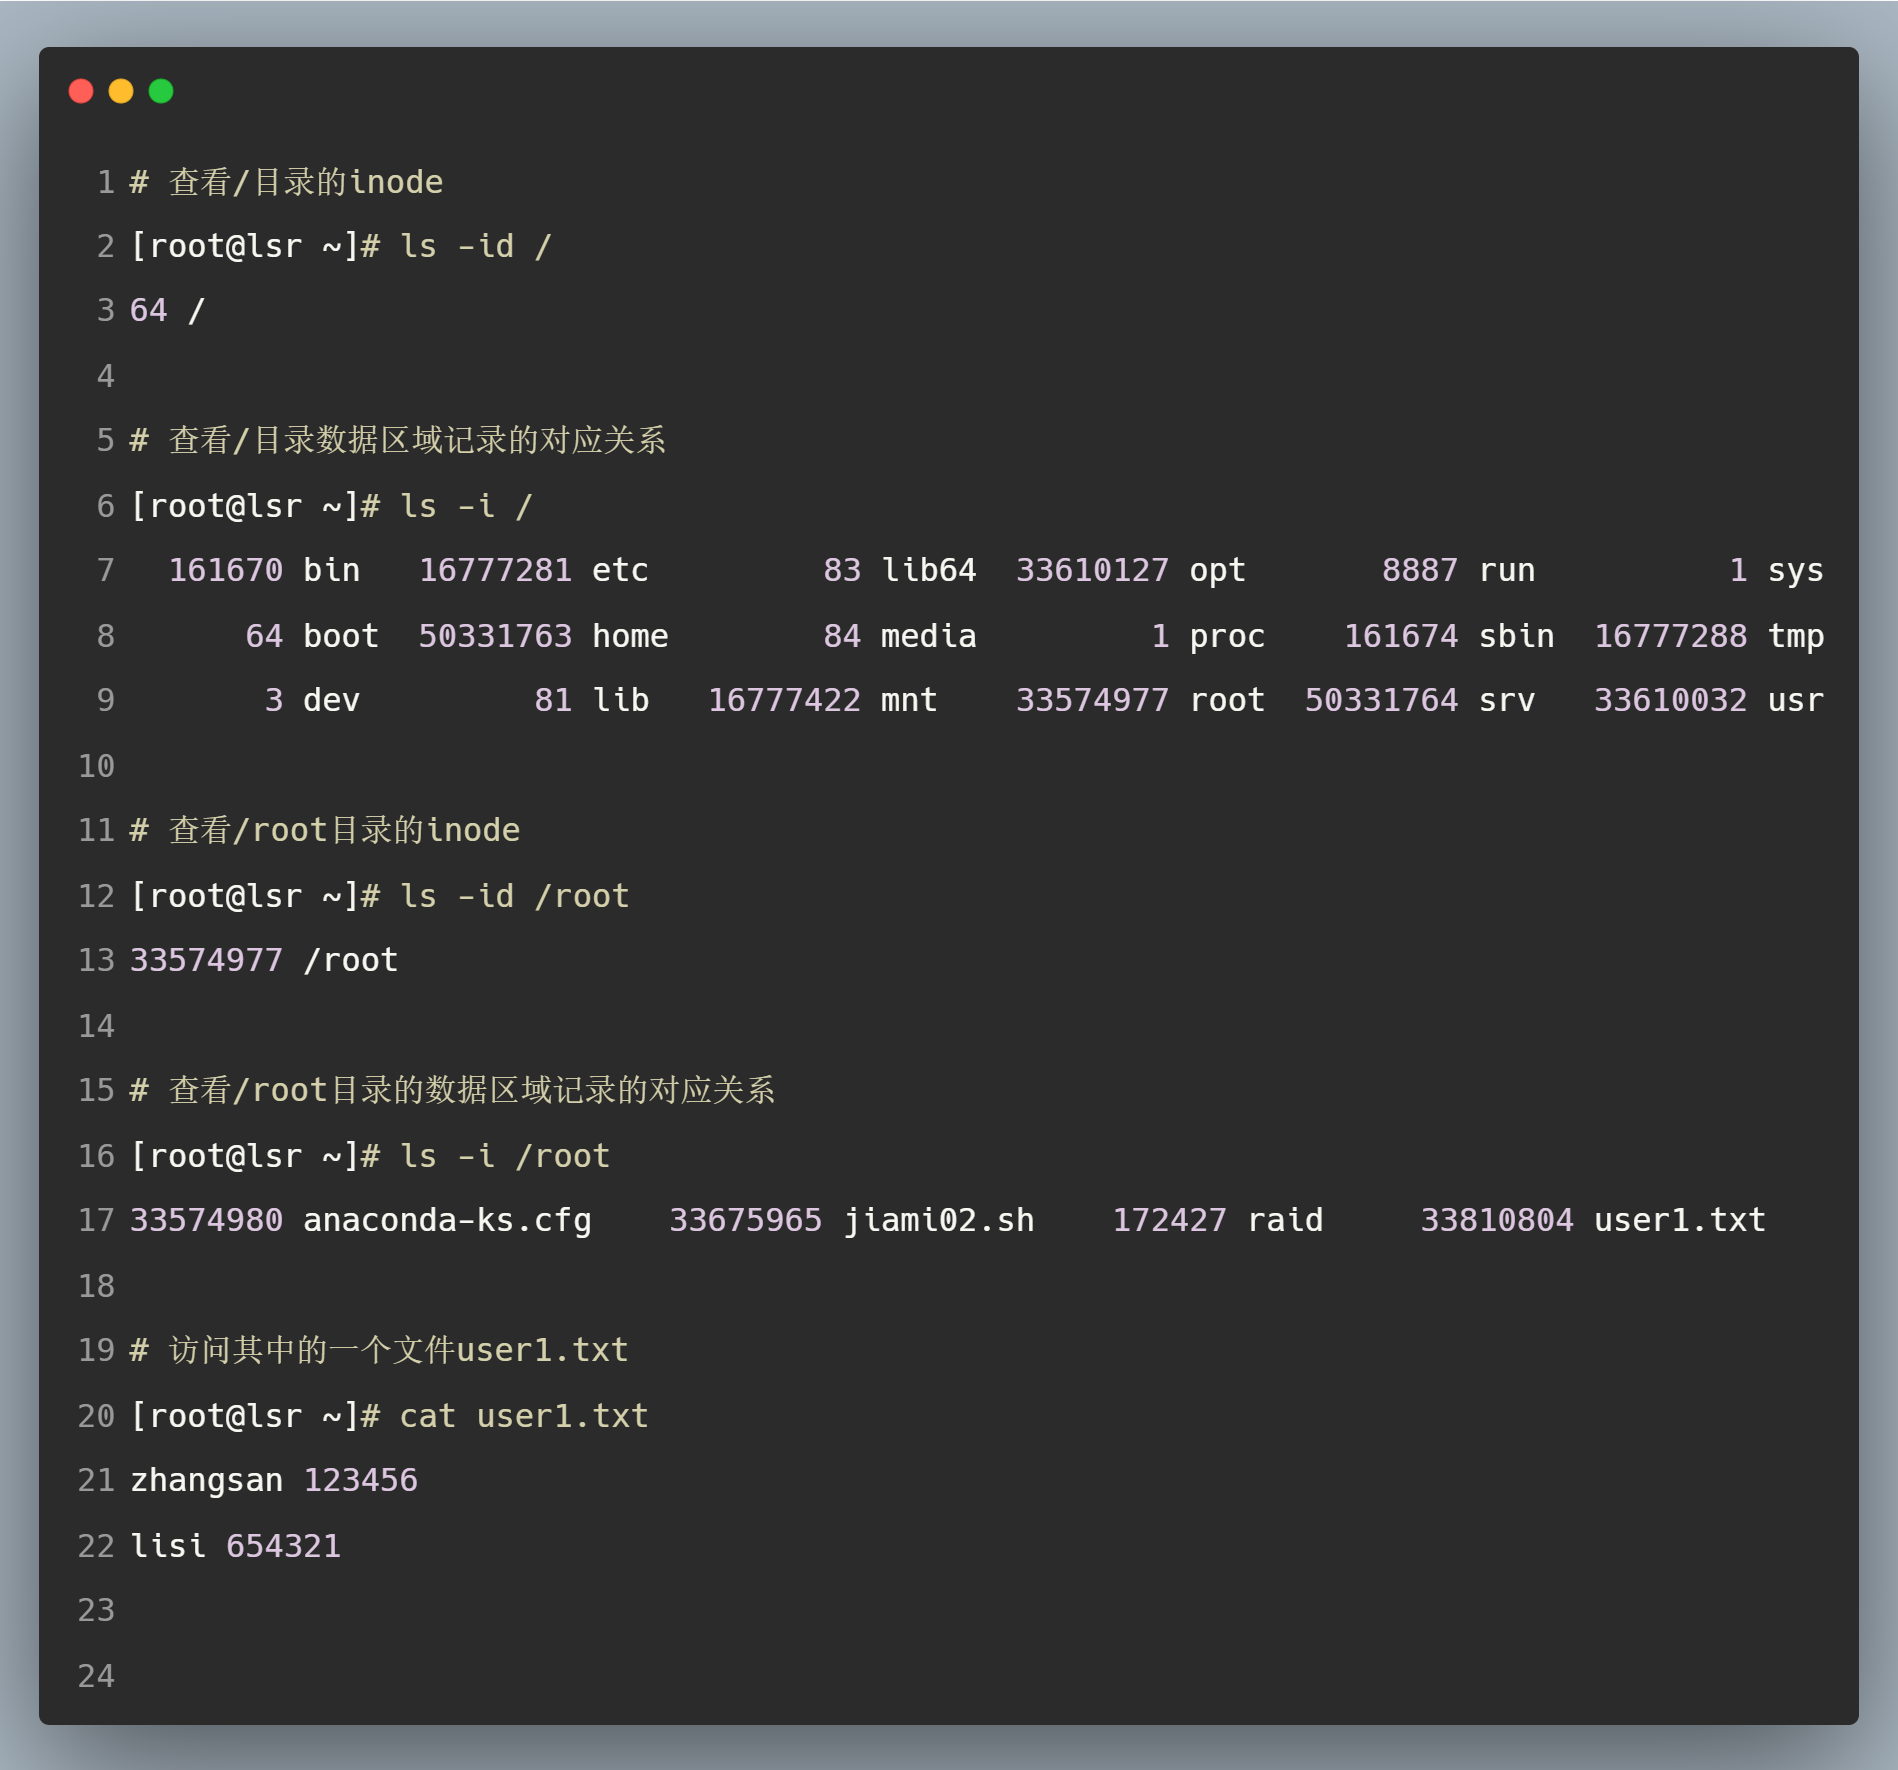 1 # 查看/目录的inode
2 [root@lsr ~]# ls -id /
3 64 /
4
5 # 查看/目录数据区域记录的对应关系
6 [root@lsr ~]# ls -i /
7   161670 bin   16777281 etc         83 lib64  33610127 opt       8887 run          1 sys
8       64 boot  50331763 home        84 media         1 proc    161674 sbin  16777288 tmp
9        3 dev         81 lib   16777422 mnt    33574977 root  50331764 srv   33610032 usr
10
11 # 查看/root目录的inode
12 [root@lsr ~]# ls -id /root
13 33574977 /root
14
15 # 查看/root目录的数据区域记录的对应关系
16 [root@lsr ~]# ls -i /root
17 33574980 anaconda-ks.cfg    33675965 jiami02.sh    172427 raid     33810804 user1.txt
18
19 # 访问其中的一个文件user1.txt
20 [root@lsr ~]# cat user1.txt
21 zhangsan 123456
22 lisi 654321
23
24